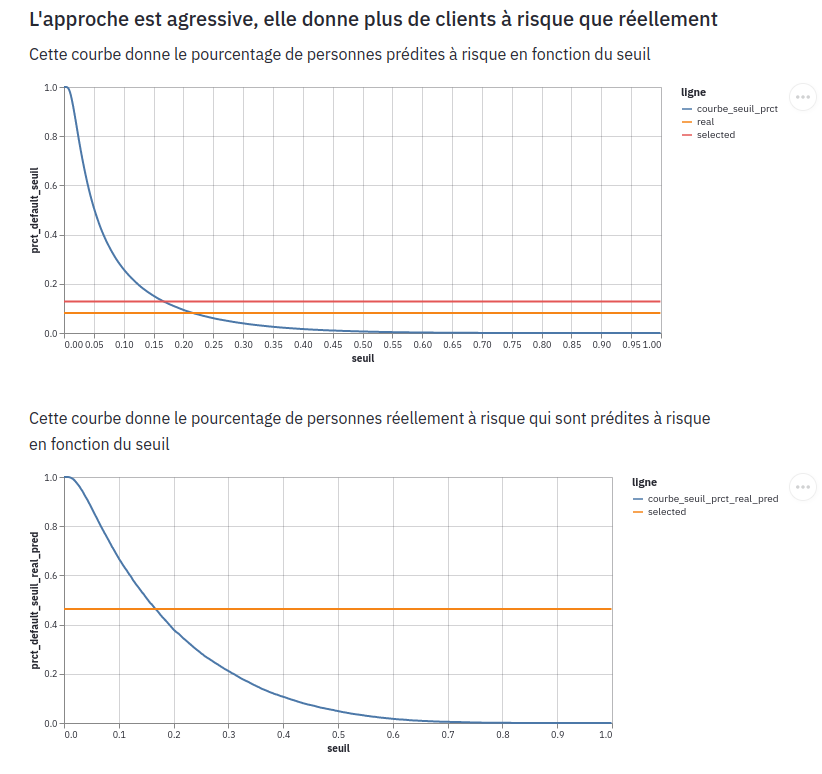 L'approche est agressive, elle donne plus de clients à risque que réellement
Cette courbe donne le pourcentage de personnes prédites à risque en fonction du seuil
ligne
courbe_seuil_prct
real
selected
prct_default_seuil
1.0
0.8
0.6
0.4
0.2
0.0
0.00 0.05 0.10 0.15 0.20 0.25 0.30 0.35 0.40 0.45 0.50 0.55 0.60 0.65 0.70 0.75 0.80 0.85 0.90 0.95 1.00
seuil
Cette courbe donne le pourcentage de personnes réellement à risque qui sont prédites à risque
en fonction du seuil
ligne
courbe_seuil_prct_real_pred
selected
prct_default_seuil_real_pred
1.0
0.8
0.6
0.4
0.2
0.0
0.0 0.1 0.2 0.3 0.4 0.5 0.6 0.7 0.8 0.9 1.0
seuil